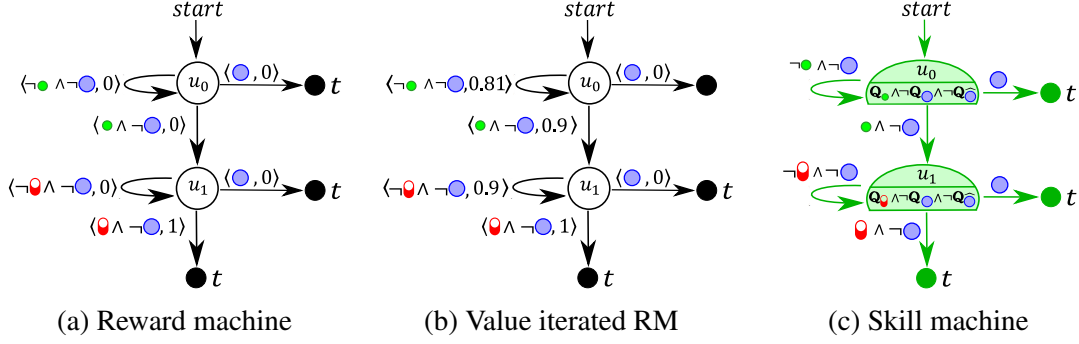 start start start
⟨¬🟢 ∧¬🔵, 0⟩ u₀ ⟨🔵, 0⟩ t
⟨🟢 ∧ ¬🔵, 0⟩
⟨¬🔴 ∧ ¬🔵, 0⟩ u₁ ⟨🔵, 0⟩ t
⟨🔴 ∧ ¬🔵, 1⟩
t
⟨¬🟢 ∧¬🔵, 0.81⟩ u₀ ⟨🔵, 0⟩
⟨🟢 ∧ ¬🔵, 0.9⟩
⟨¬🔴 ∧ ¬🔵, 0.9⟩ u₁ ⟨🔵, 0⟩
⟨🔴 ∧ ¬🔵, 1⟩
t
¬🟢 ∧ ¬🔵 u₀ 🔵 t
Q🟢 ∧¬Q🔵 ∧¬Q🔵̂
🟢 ∧ ¬🔵
¬🔴 ∧ ¬🔵 u₁ 🔵 t
Q🔴 ∧¬Q🔵 ∧¬Q🔵̂
🔴 ∧ ¬🔵
t
(a) Reward machine (b) Value iterated RM (c) Skill machine